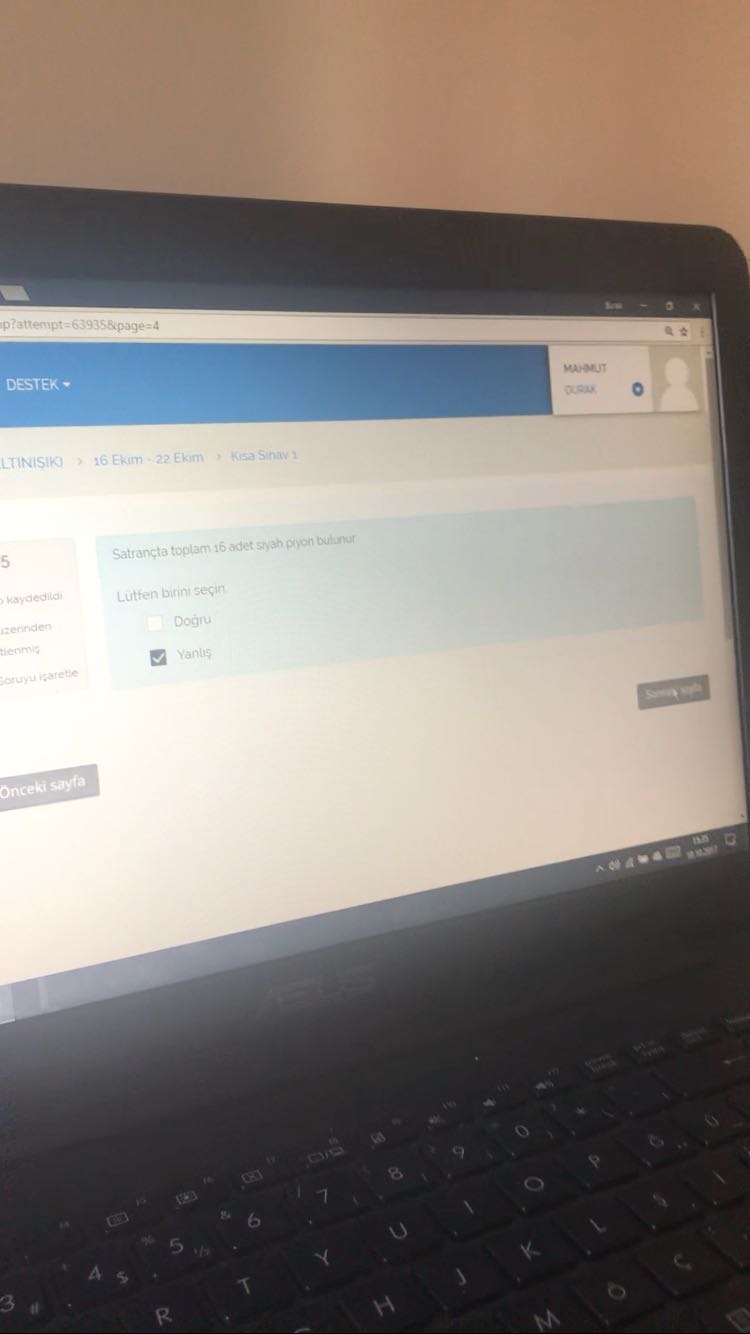 np?attempt=63935&page=4
DESTEK
MAHMUT
DURAK
LTINIŞIK) > 16 Ekim - 22 Ekim > Kısa Sınav 1
5
kaydedildi
üzerinden
tlenmiş
Soruyu işaretle
Satrançta toplam 16 adet siyah piyon bulunur
Lütfen birini seçin
Doğru
Yanlış
Sonraki sayfa
Önceki sayfa
ASUS
3 # 4 $ % 5 & 6 / 7 8 9 0 *
R T Y U I O P Ğ Ü
H J K L Ş İ
M Ö Ç